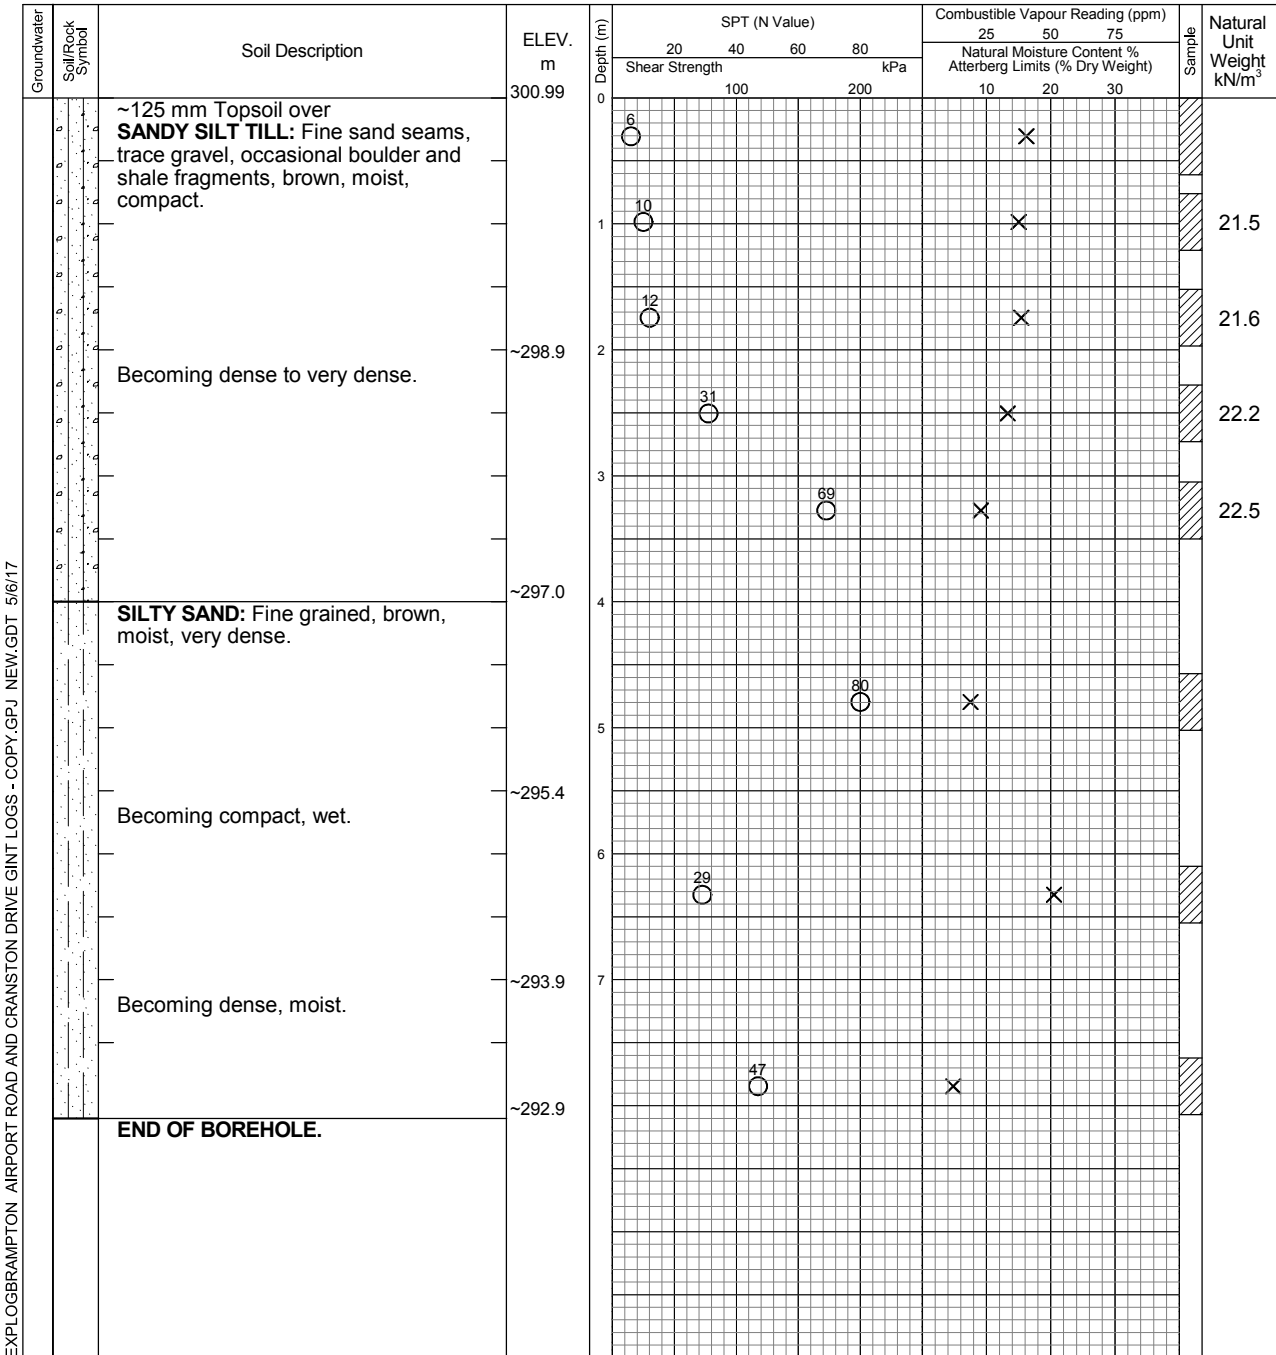 Groundwater
Soil/Rock
Symbol
Soil Description
ELEV.
m
300.99
Depth (m)
SPT (N Value)
20 40 60 80
Shear Strength kPa
100 200
Combustible Vapour Reading (ppm)
25 50 75
Natural Moisture Content %
Atterberg Limits (% Dry Weight)
10 20 30
Sample
Natural
Unit
Weight
kN/m³
0
~125 mm Topsoil over
SANDY SILT TILL: Fine sand seams,
trace gravel, occasional boulder and
shale fragments, brown, moist,
compact.
6
10
1
21.5
12
21.6
2
~298.9
Becoming dense to very dense.
31
22.2
3
69
22.5
~297.0
4
SILTY SAND: Fine grained, brown,
moist, very dense.
80
5
~295.4
Becoming compact, wet.
6
29
~293.9
7
Becoming dense, moist.
47
~292.9
END OF BOREHOLE.
EXPLOGBRAMPTON AIRPORT ROAD AND CRANSTON DRIVE GINT LOGS - COPY.GPJ NEW.GDT 5/6/17